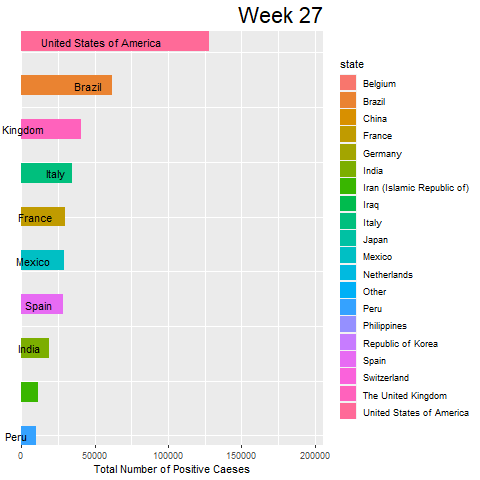 Week 27
United States of America
Brazil
Kingdom
Italy
France
Mexico
Spain
India
Peru
0 50000 100000 150000 200000
Total Number of Positive Caeses
state
Belgium
Brazil
China
France
Germany
India
Iran (Islamic Republic of)
Iraq
Italy
Japan
Mexico
Netherlands
Other
Peru
Philippines
Republic of Korea
Spain
Switzerland
The United Kingdom
United States of America